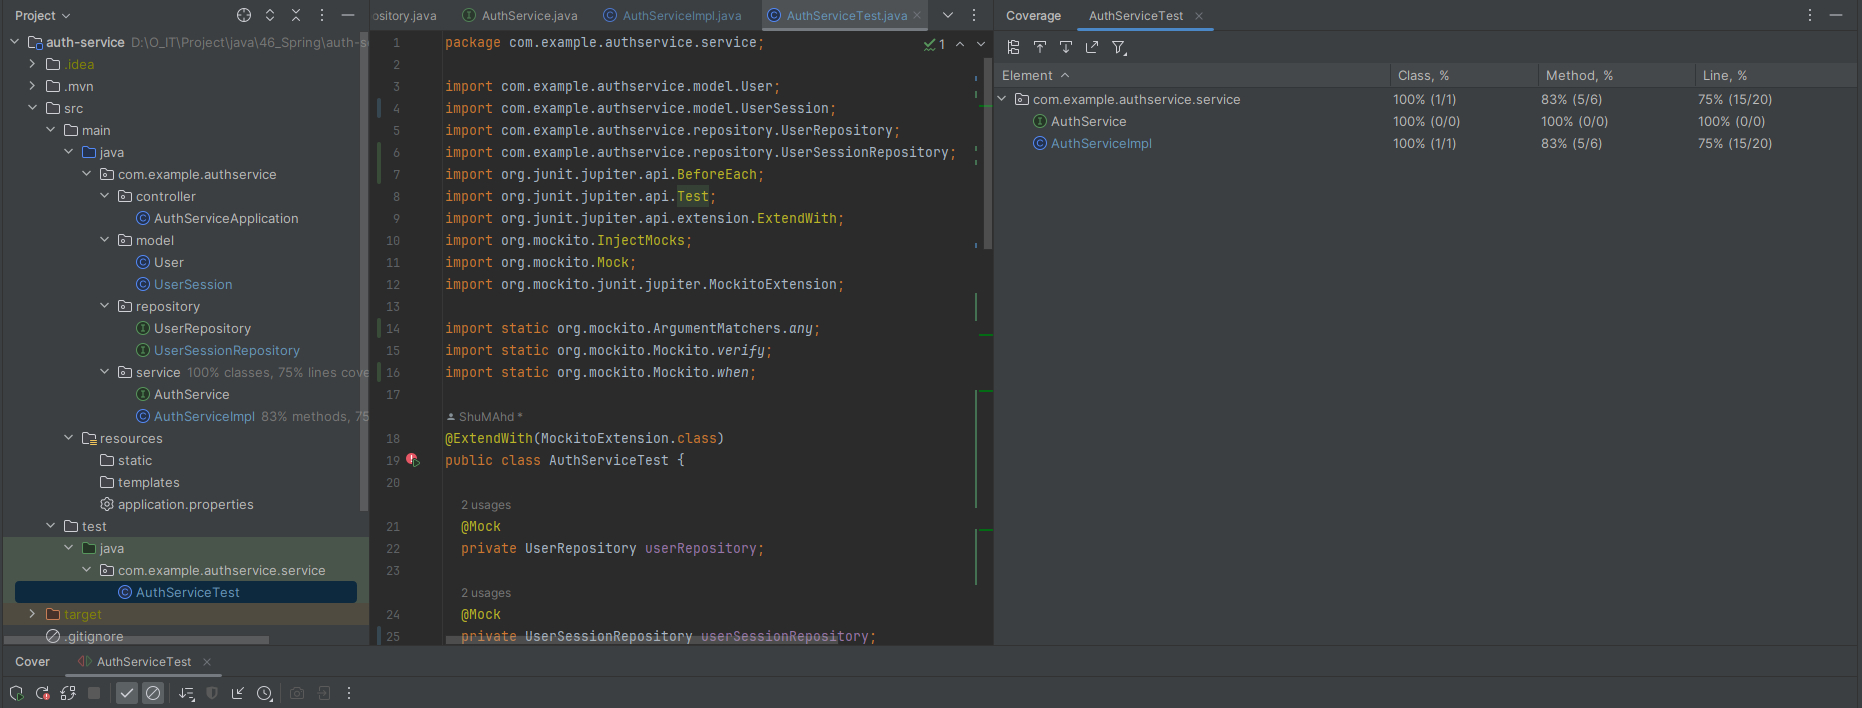 Project
auth-service D:\O_IT\Project\java\46_Spring\auth-s
.idea
.mvn
src
main
java
com.example.authservice
controller
AuthServiceApplication
model
User
UserSession
repository
UserRepository
UserSessionRepository
service 100% classes, 75% lines cove
AuthService
AuthServiceImpl 83% methods, 75
resources
static
templates
application.properties
test
java
com.example.authservice.service
AuthServiceTest
target
.gitignore
ository.java AuthService.java AuthServiceImpl.java AuthServiceTest.java
1
1 package com.example.authservice.service;
2
3 import com.example.authservice.model.User;
4 import com.example.authservice.model.UserSession;
5 import com.example.authservice.repository.UserRepository;
6 import com.example.authservice.repository.UserSessionRepository;
7 import org.junit.jupiter.api.BeforeEach;
8 import org.junit.jupiter.api.Test;
9 import org.junit.jupiter.api.extension.ExtendWith;
10 import org.mockito.InjectMocks;
11 import org.mockito.Mock;
12 import org.mockito.junit.jupiter.MockitoExtension;
13
14 import static org.mockito.ArgumentMatchers.any;
15 import static org.mockito.Mockito.verify;
16 import static org.mockito.Mockito.when;
17
ShuMAhd *
18 @ExtendWith(MockitoExtension.class)
19 public class AuthServiceTest {
20
2 usages
21 @Mock
22 private UserRepository userRepository;
23
2 usages
24 @Mock
25 private UserSessionRepository userSessionRepository;
Coverage AuthServiceTest
Element Class, % Method, % Line, %
com.example.authservice.service 100% (1/1) 83% (5/6) 75% (15/20)
AuthService 100% (0/0) 100% (0/0) 100% (0/0)
AuthServiceImpl 100% (1/1) 83% (5/6) 75% (15/20)
Cover AuthServiceTest